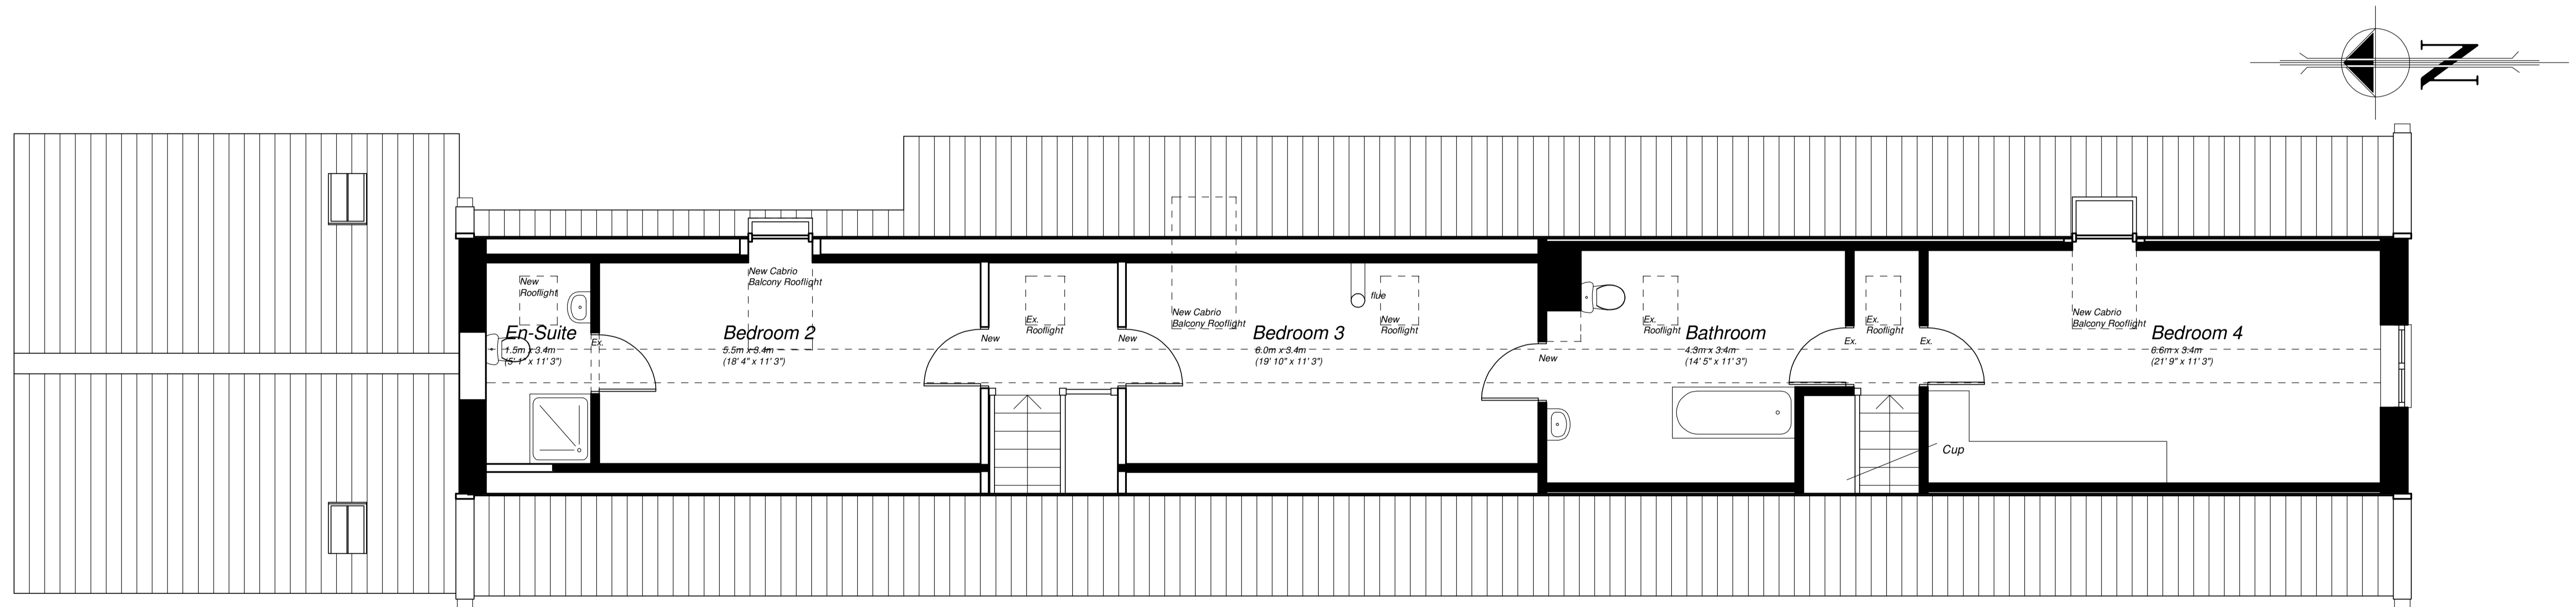 N
New
Rooflight
En-Suite
1.5m x 3.4m
(5' 1" x 11' 3")
Ex.
New Cabrio
Balcony Rooflight
Bedroom 2
5.5m x 3.4m
(18' 4" x 11' 3")
New
Ex.
Rooflight
New
New Cabrio
Balcony Rooflight
Bedroom 3
6.0m x 3.4m
(19' 10" x 11' 3")
flue
New
Rooflight
New
Ex.
Rooflight
Bathroom
4.3m x 3.4m
(14' 5" x 11' 3")
Ex.
Ex.
Rooflight
Ex.
Cup
New Cabrio
Balcony Rooflight
Bedroom 4
6.6m x 3.4m
(21' 9" x 11' 3")